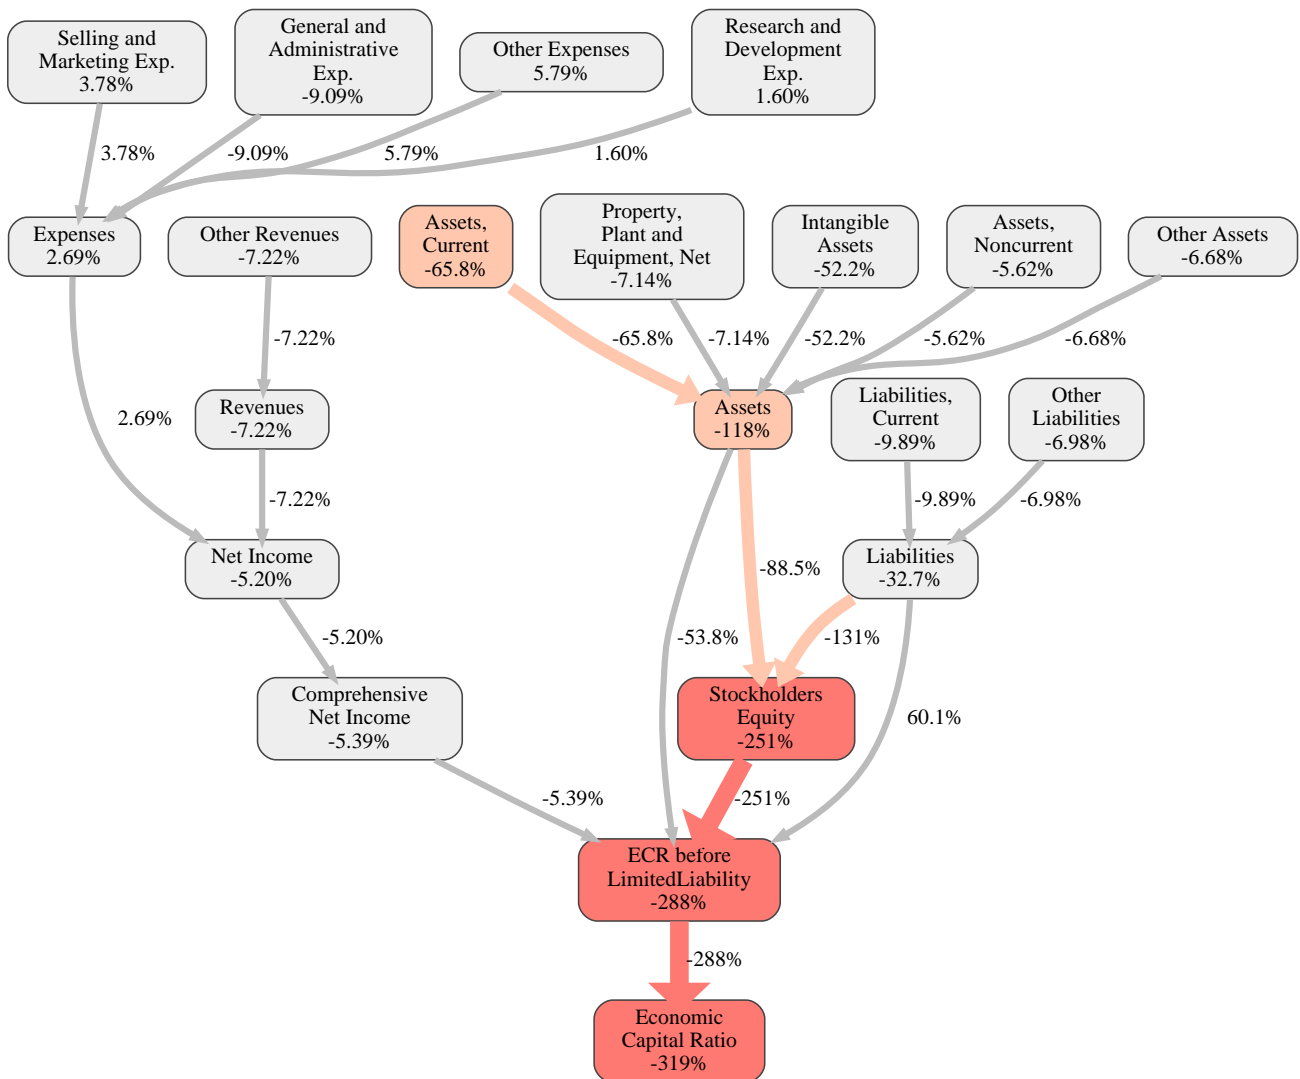 Selling and
Marketing Exp.
3.78%
General and
Administrative
Exp.
-9.09%
Other Expenses
5.79%
Research and
Development
Exp.
1.60%
3.78%
-9.09%
5.79%
1.60%
Expenses
2.69%
Other Revenues
-7.22%
Assets,
Current
-65.8%
Property,
Plant and
Equipment, Net
-7.14%
Intangible
Assets
-52.2%
Assets,
Noncurrent
-5.62%
Other Assets
-6.68%
-7.22%
-65.8%
-7.14%
-52.2%
-5.62%
-6.68%
2.69%
Revenues
-7.22%
Assets
-118%
Liabilities,
Current
-9.89%
Other
Liabilities
-6.98%
-7.22%
-9.89%
-6.98%
Net Income
-5.20%
-88.5%
Liabilities
-32.7%
-5.20%
-53.8%
-131%
Comprehensive
Net Income
-5.39%
Stockholders
Equity
-251%
60.1%
-5.39%
-251%
ECR before
LimitedLiability
-288%
-288%
Economic
Capital Ratio
-319%